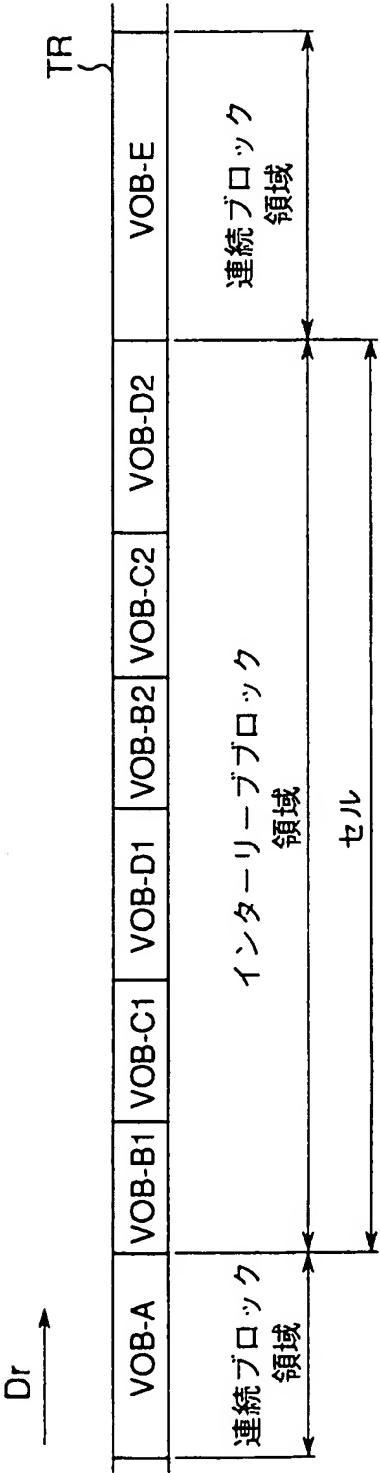 Dr
TR
VOB-A
VOB-B1
VOB-C1
VOB-D1
VOB-B2
VOB-C2
VOB-D2
VOB-E
連続ブロック
領域
インターリーブブロック
領域
連続ブロック
領域
セル